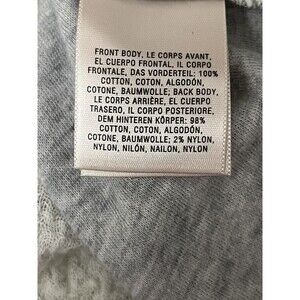 FRONT BODY, LE CORPS AVANT,
EL CUERPO FRONTAL, IL CORPO
FRONTALE, DAS VORDERTEIL: 100%
COTTON, COTON, ALGODÓN,
COTONE, BAUMWOLLE; BACK BODY,
LE CORPS ARRIÈRE, EL CUERPO
TRASERO, IL CORPO POSTERIORE,
DEM HINTEREN KÖRPER: 98%
COTTON, COTON, ALGODÓN,
COTONE, BAUMWOLLE; 2% NYLON,
NYLON, NILÓN, NAILON, NYLON